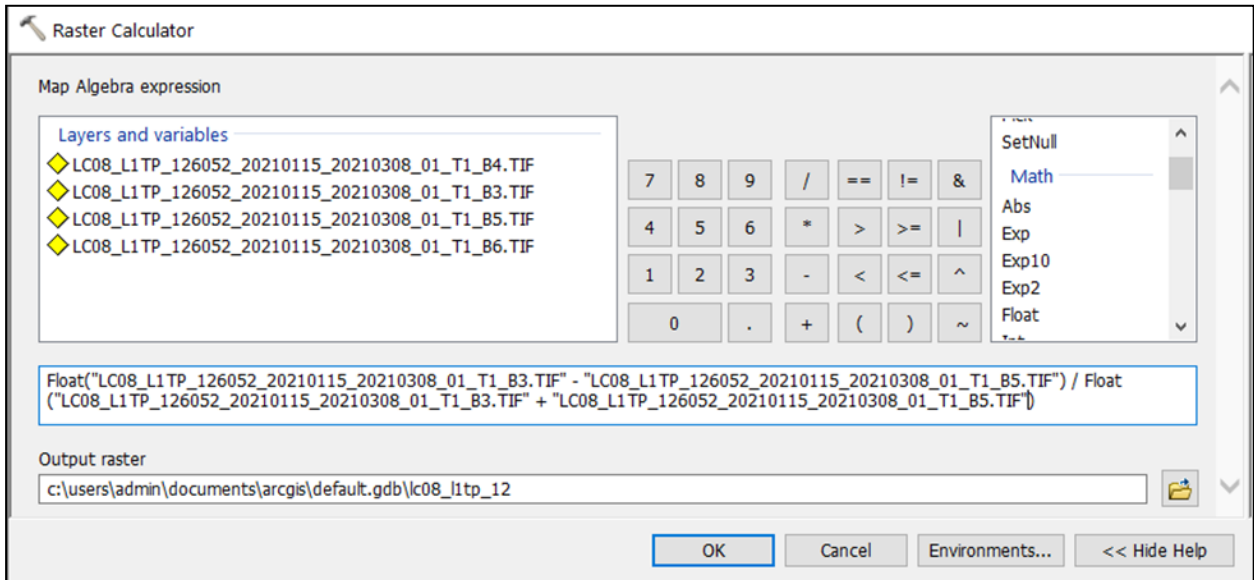 Raster Calculator
Map Algebra expression
Layers and variables
LC08_L1TP_126052_20210115_20210308_01_T1_B4.TIF
LC08_L1TP_126052_20210115_20210308_01_T1_B3.TIF
LC08_L1TP_126052_20210115_20210308_01_T1_B5.TIF
LC08_L1TP_126052_20210115_20210308_01_T1_B6.TIF
7 8 9 / == != &
4 5 6 * > >= |
1 2 3 - < <= ^
0 . + ( ) ~
SetNull
Math
Abs
Exp
Exp10
Exp2
Float
Float("LC08_L1TP_126052_20210115_20210308_01_T1_B3.TIF" - "LC08_L1TP_126052_20210115_20210308_01_T1_B5.TIF") / Float
("LC08_L1TP_126052_20210115_20210308_01_T1_B3.TIF" + "LC08_L1TP_126052_20210115_20210308_01_T1_B5.TIF")
Output raster
c:\users\admin\documents\arcgis\default.gdb\lc08_l1tp_12
OK Cancel Environments... << Hide Help